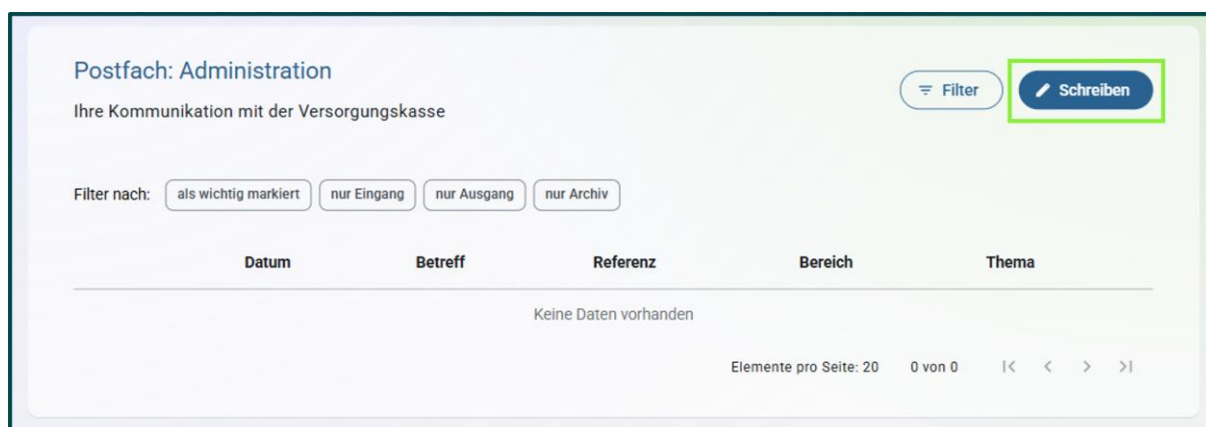 Postfach: Administration
Filter
Schreiben
Ihre Kommunikation mit der Versorgungskasse
Filter nach: als wichtig markiert nur Eingang nur Ausgang nur Archiv
Datum Betreff Referenz Bereich Thema
Keine Daten vorhanden
Elemente pro Seite: 20 0 von 0